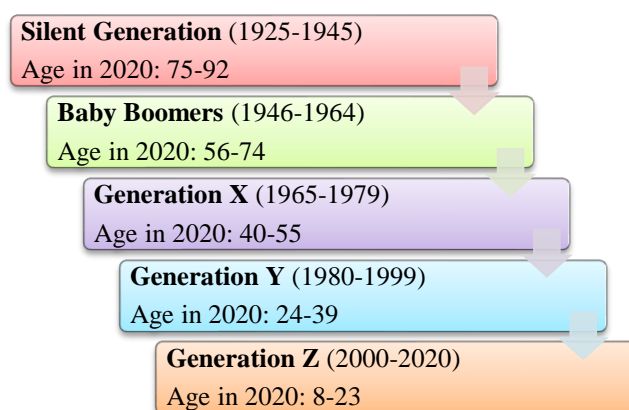 Silent Generation (1925-1945)
Age in 2020: 75-92
Baby Boomers (1946-1964)
Age in 2020: 56-74
Generation X (1965-1979)
Age in 2020: 40-55
Generation Y (1980-1999)
Age in 2020: 24-39
Generation Z (2000-2020)
Age in 2020: 8-23